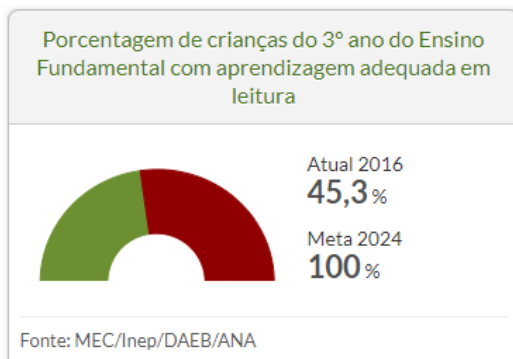 Porcentagem de crianças do 3º ano do Ensino
Fundamental com aprendizagem adequada em
leitura
Atual 2016
45,3 %
Meta 2024
100 %
Fonte: MEC/Inep/DAEB/ANA